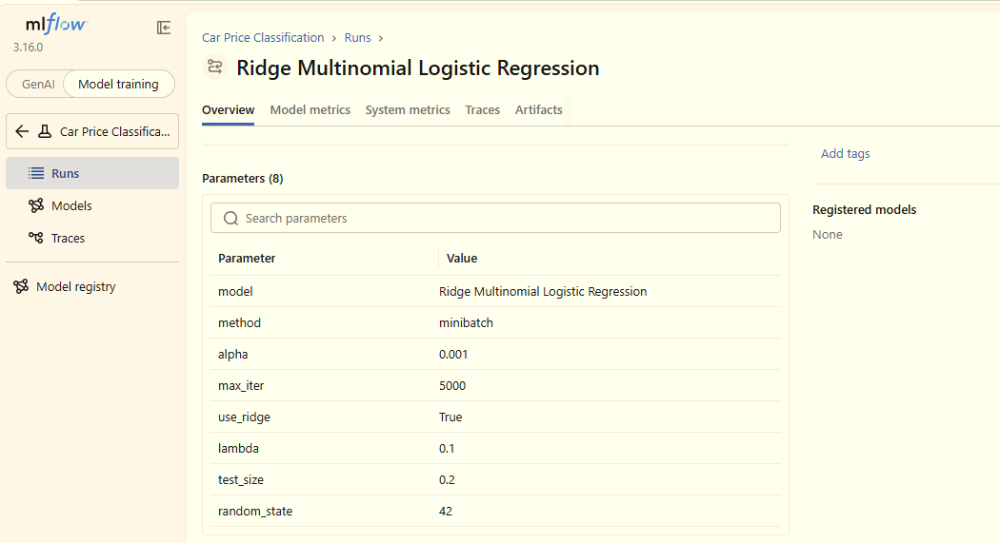 mlflow
3.16.0
GenAI
Model training
Car Price Classifica...
Runs
Models
Traces
Model registry
Car Price Classification › Runs ›
Ridge Multinomial Logistic Regression
Overview Model metrics System metrics Traces Artifacts
Parameters (8)
Search parameters
Parameter Value
model Ridge Multinomial Logistic Regression
method minibatch
alpha 0.001
max_iter 5000
use_ridge True
lambda 0.1
test_size 0.2
random_state 42
Add tags
Registered models
None